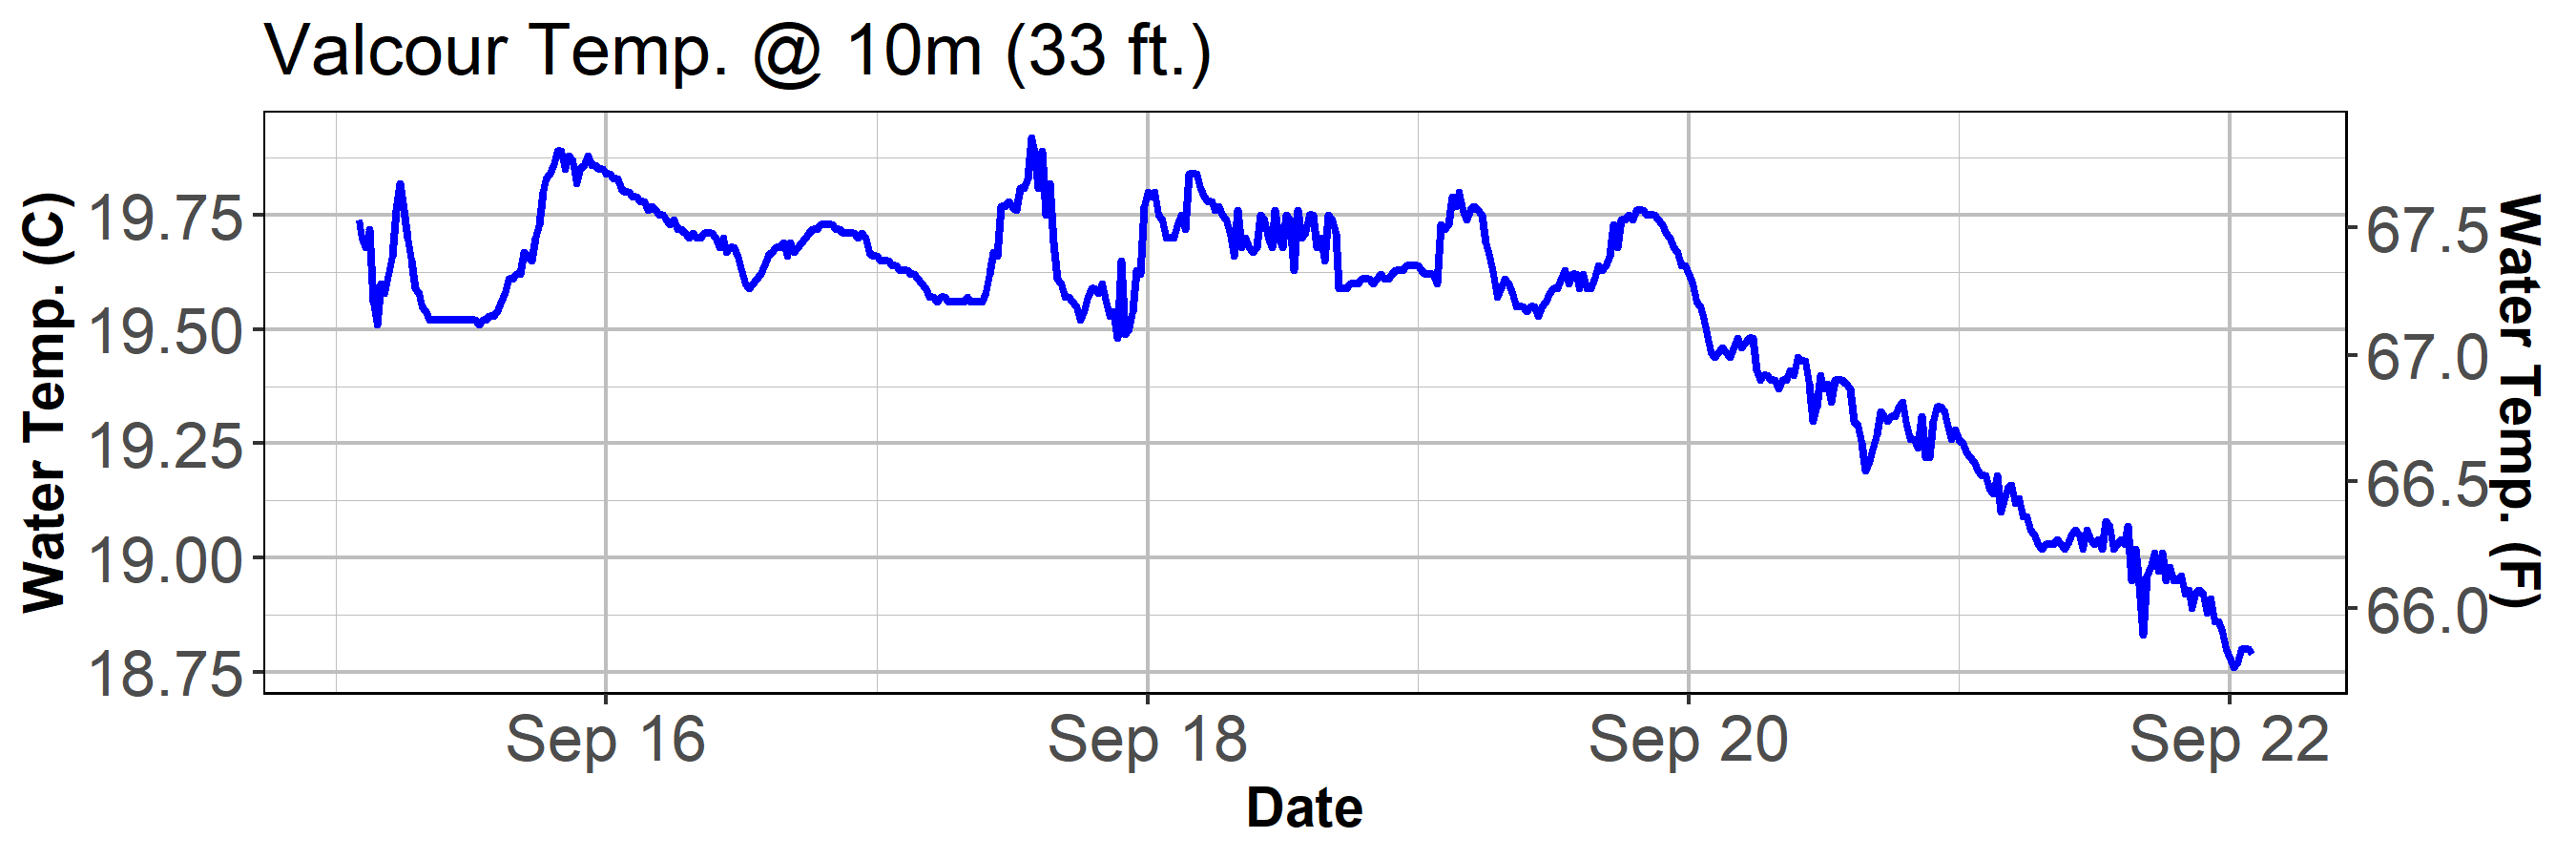 Valcour Temp. @ 10m (33 ft.)
Water Temp. (C)
19.75
19.50
19.25
19.00
18.75
67.5
67.0
66.5
66.0
Water Temp. (F)
Sep 16
Sep 18
Sep 20
Sep 22
Date